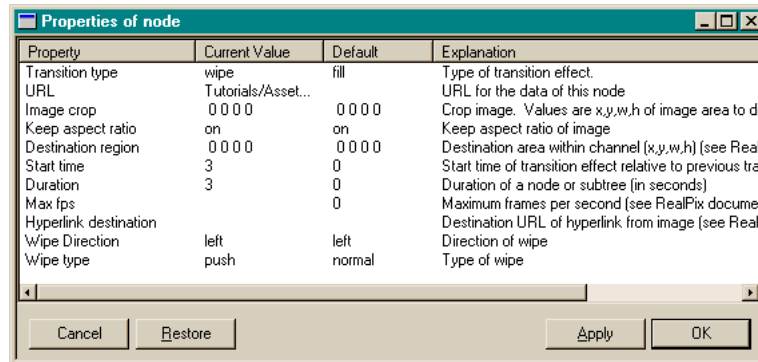 Properties of node
Property Current Value Default Explanation
Transition type wipe fill Type of transition effect.
URL Tutorials/Asset... URL for the data of this node
Image crop 0 0 0 0 0 0 0 0 Crop image. Values are x,y,w,h of image area to d
Keep aspect ratio on on Keep aspect ratio of image
Destination region 0 0 0 0 0 0 0 0 Destination area within channel (x,y,w,h) (see Real
Start time 3 0 Start time of transition effect relative to previous tra
Duration 3 0 Duration of a node or subtree (in seconds)
Max fps 0 Maximum frames per second (see RealPix docume
Hyperlink destination Destination URL of hyperlink from image (see Real
Wipe Direction left left Direction of wipe
Wipe type push normal Type of wipe
Cancel Restore Apply OK